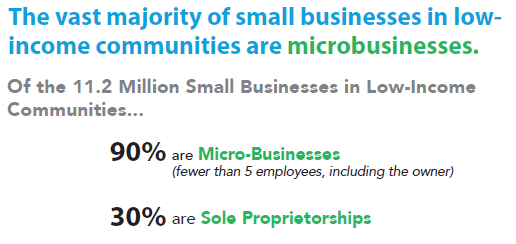 The vast majority of small businesses in low-
income communities are microbusinesses.
Of the 11.2 Million Small Businesses in Low-Income
Communities...
90% are Micro-Businesses
(fewer than 5 employees, including the owner)
30% are Sole Proprietorships